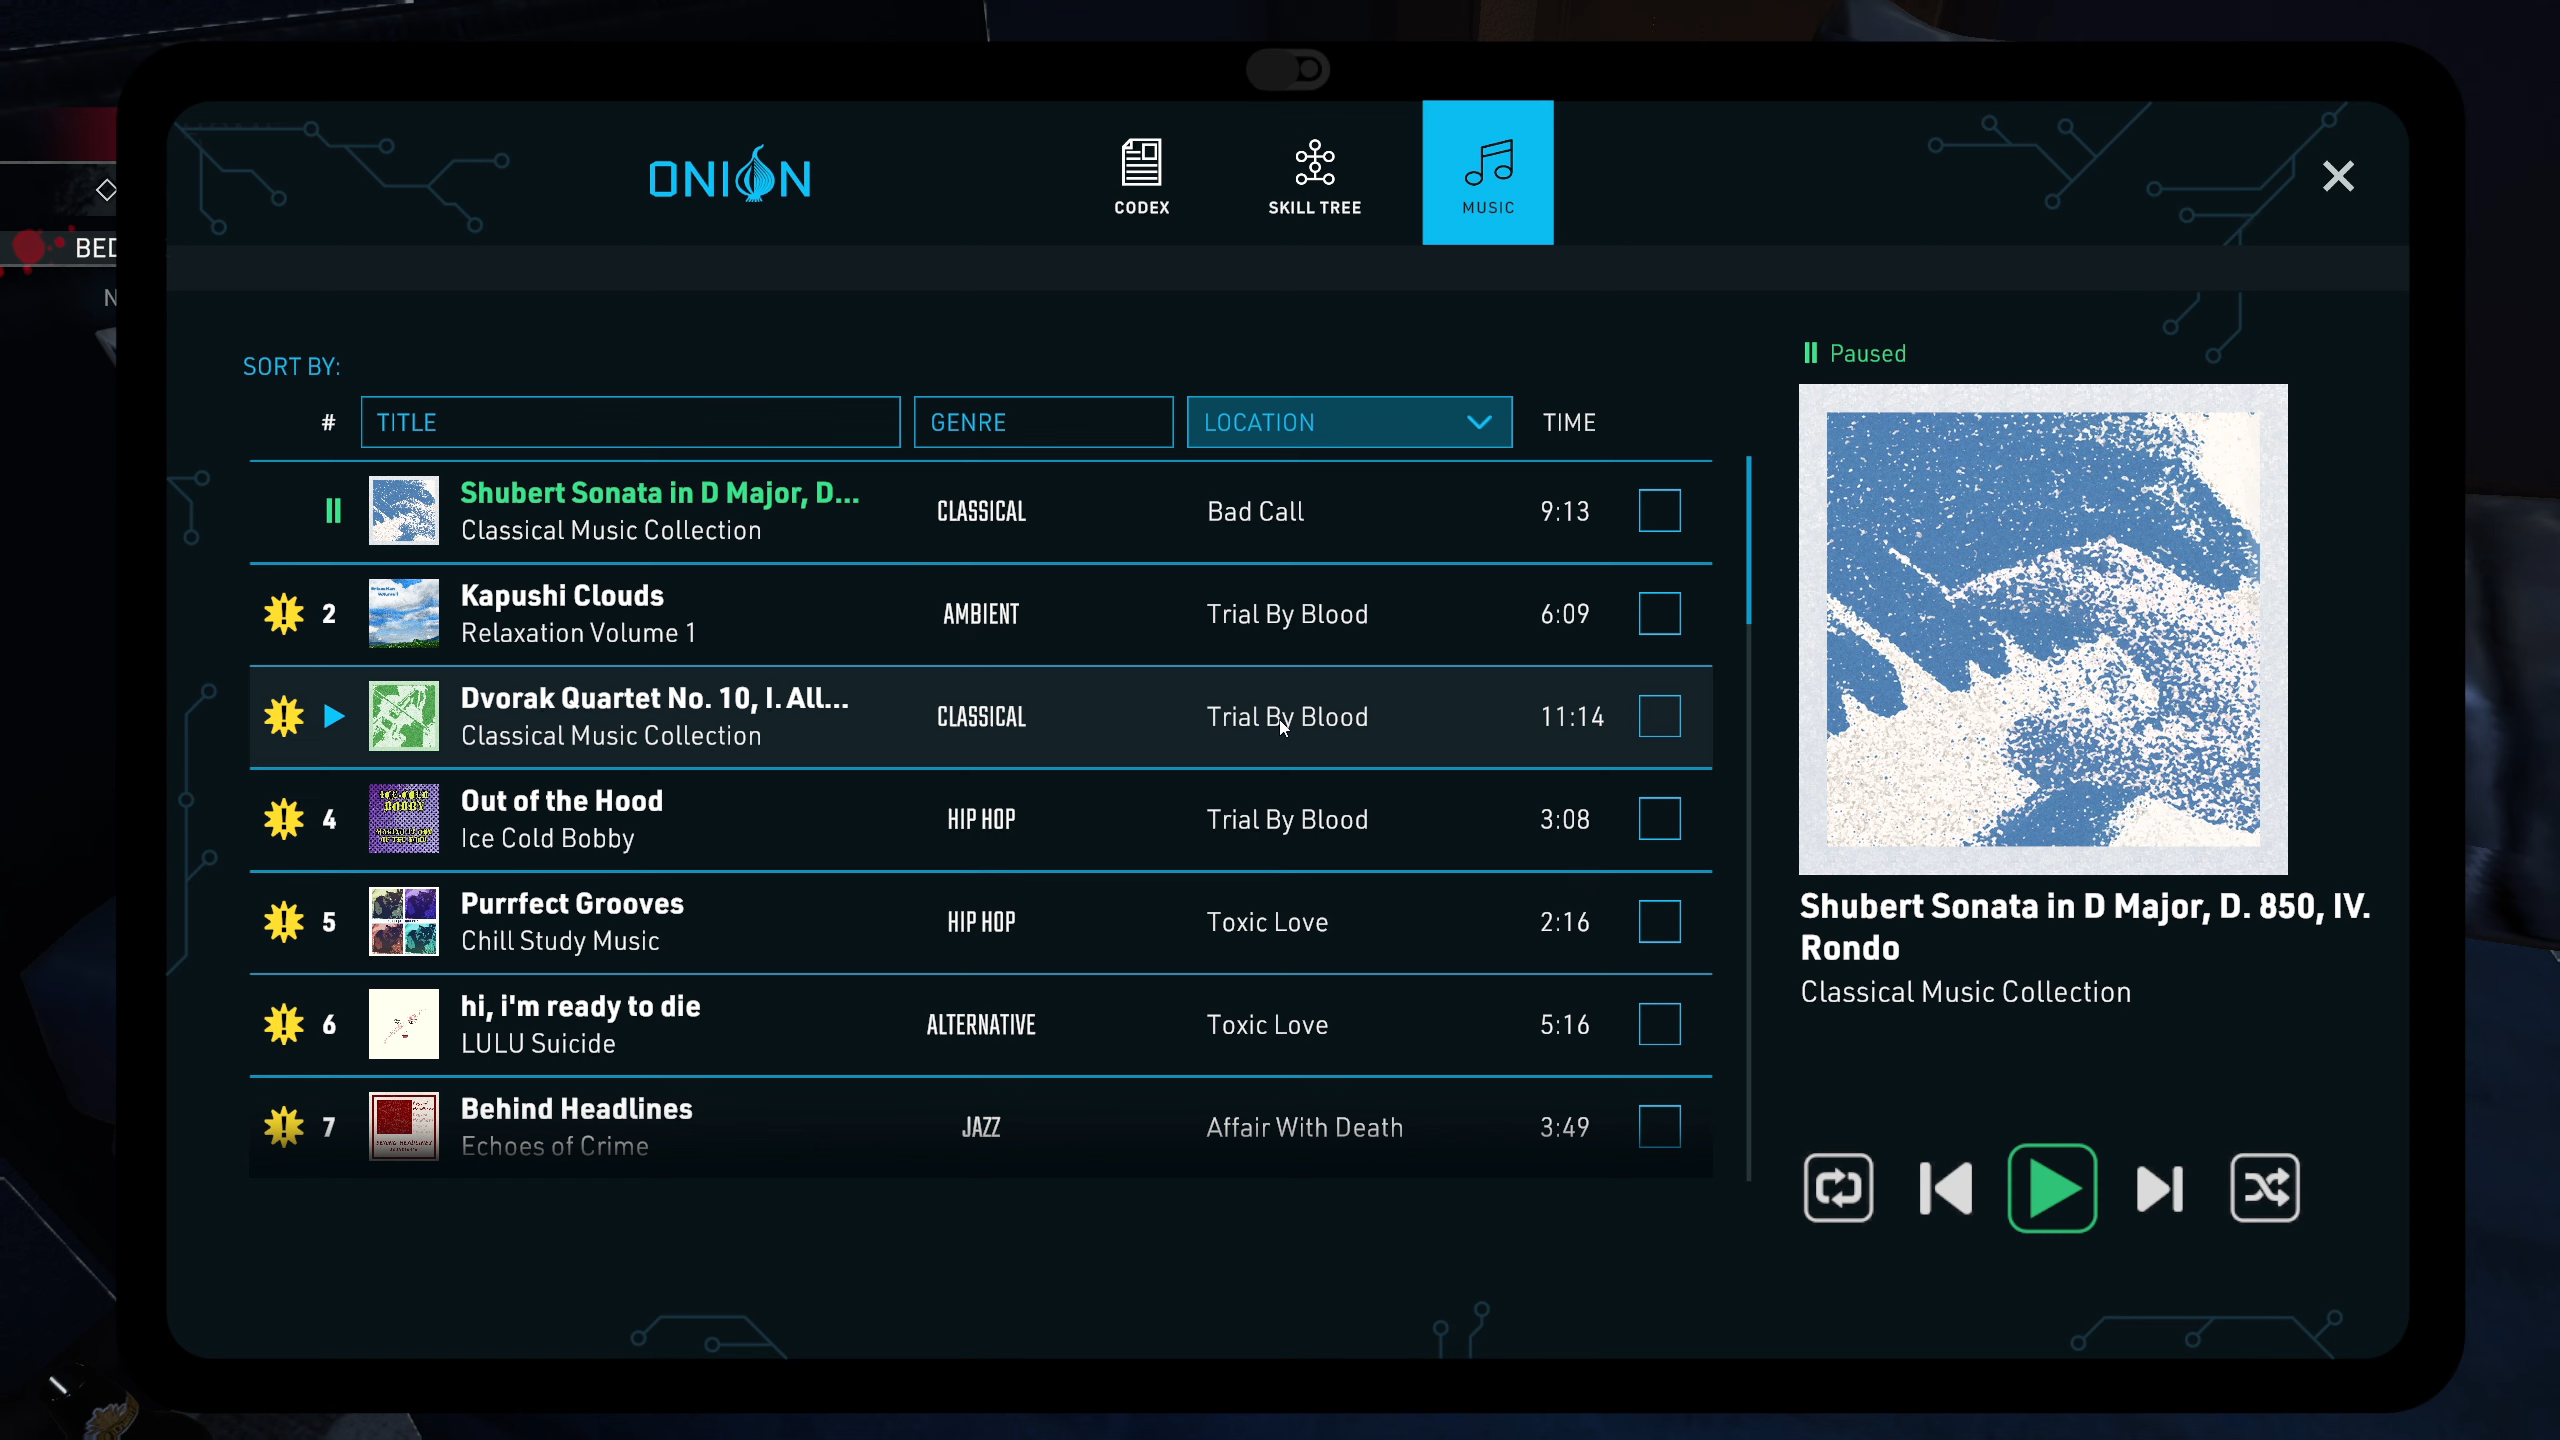 ONION
CODEX
SKILL TREE
MUSIC
BED
N
SORT BY:
# TITLE GENRE LOCATION TIME
Shubert Sonata in D Major, D...
Classical Music Collection
CLASSICAL Bad Call 9:13
2 Kapushi Clouds
Relaxation Volume 1
AMBIENT Trial By Blood 6:09
Dvorak Quartet No. 10, I. All...
Classical Music Collection
CLASSICAL Trial By Blood 11:14
4 Out of the Hood
Ice Cold Bobby
HIP HOP Trial By Blood 3:08
5 Purrfect Grooves
Chill Study Music
HIP HOP Toxic Love 2:16
6 hi, i'm ready to die
LULU Suicide
ALTERNATIVE Toxic Love 5:16
7 Behind Headlines
Echoes of Crime
JAZZ Affair With Death 3:49
Paused
Shubert Sonata in D Major, D. 850, IV.
Rondo
Classical Music Collection